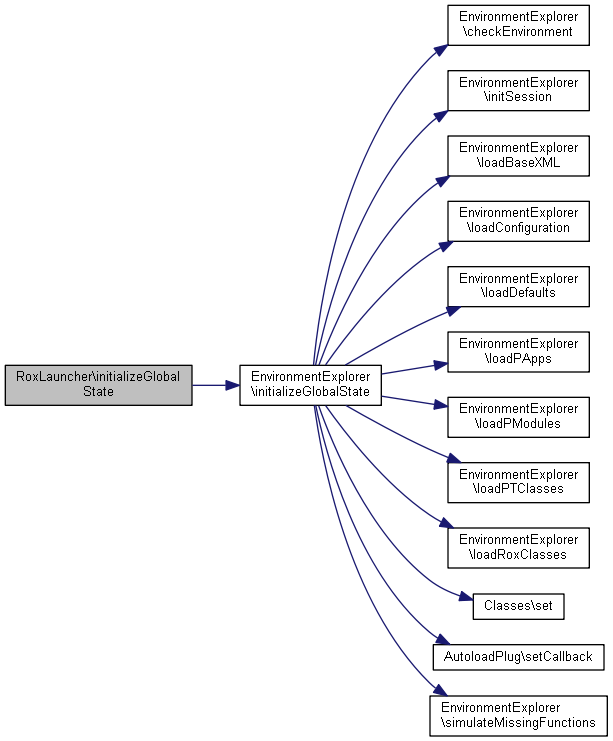 RoxLauncher\initializeGlobal
State
EnvironmentExplorer
\initializeGlobalState
EnvironmentExplorer
\checkEnvironment
EnvironmentExplorer
\initSession
EnvironmentExplorer
\loadBaseXML
EnvironmentExplorer
\loadConfiguration
EnvironmentExplorer
\loadDefaults
EnvironmentExplorer
\loadPApps
EnvironmentExplorer
\loadPModules
EnvironmentExplorer
\loadPTClasses
EnvironmentExplorer
\loadRoxClasses
Classes\set
AutoloadPlug\setCallback
EnvironmentExplorer
\simulateMissingFunctions